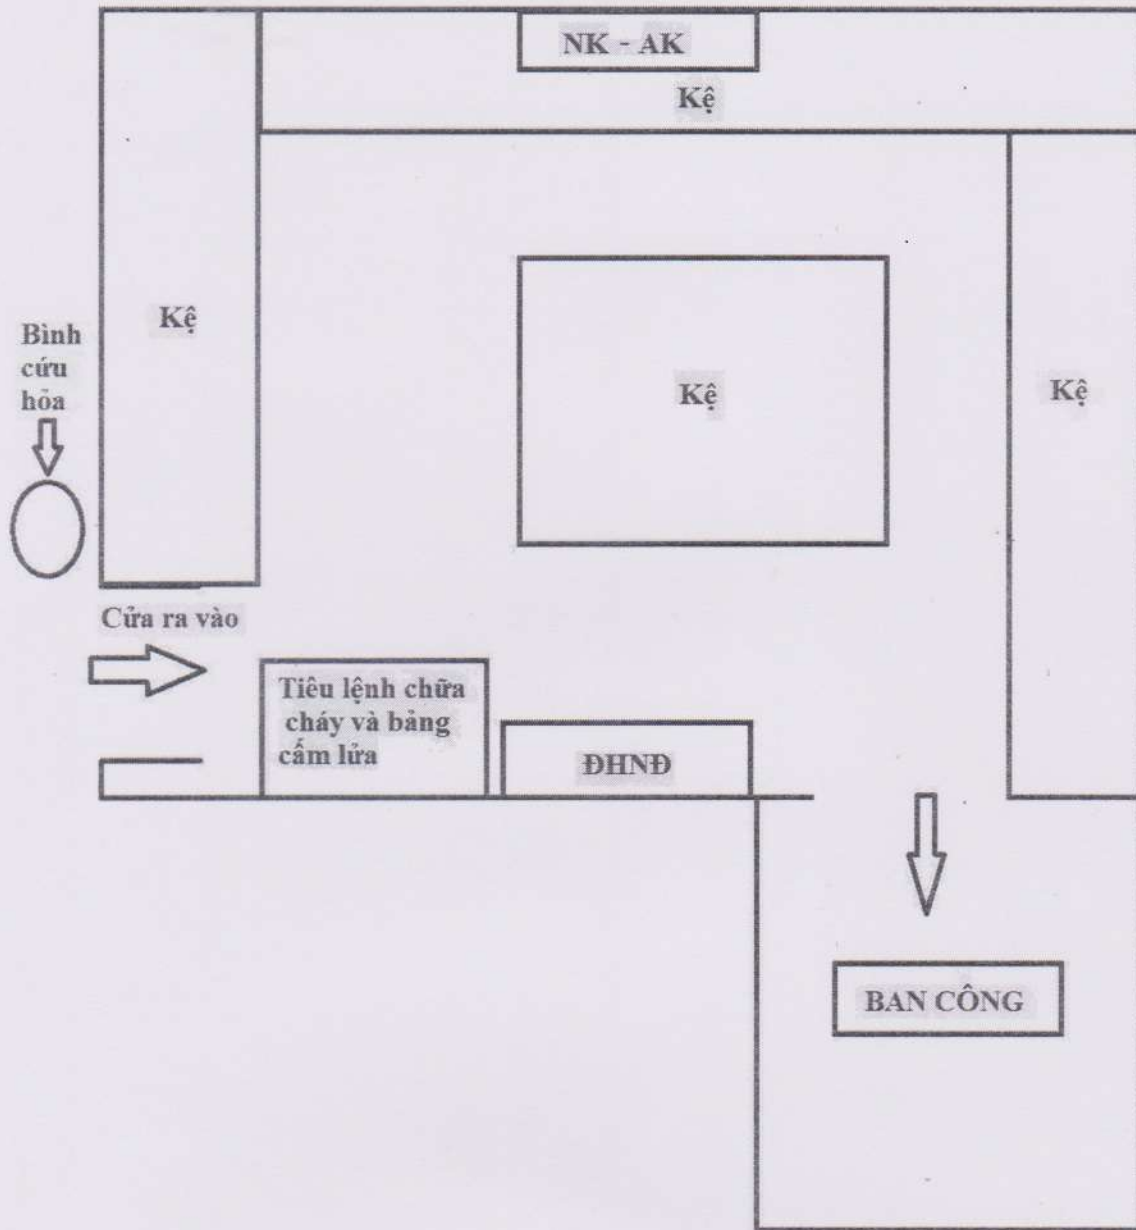 NK - AK
Kệ
Kệ
Bình
cứu
hỏa
Kệ
Kệ
Cửa ra vào
Tiêu lệnh chữa
cháy và bảng
cấm lửa
ĐHNĐ
BAN CÔNG